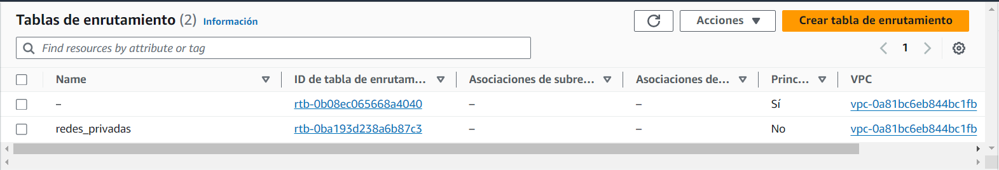 Tablas de enrutamiento (2) Información
Acciones
Crear tabla de enrutamiento
Find resources by attribute or tag
1
Name ID de tabla de enrutam... Asociaciones de subre... Asociaciones de... Princ... VPC
– rtb-0b08ec065668a4040 – – Sí vpc-0a81bc6eb844bc1fb
redes_privadas rtb-0ba193d238a6b87c3 – – No vpc-0a81bc6eb844bc1fb